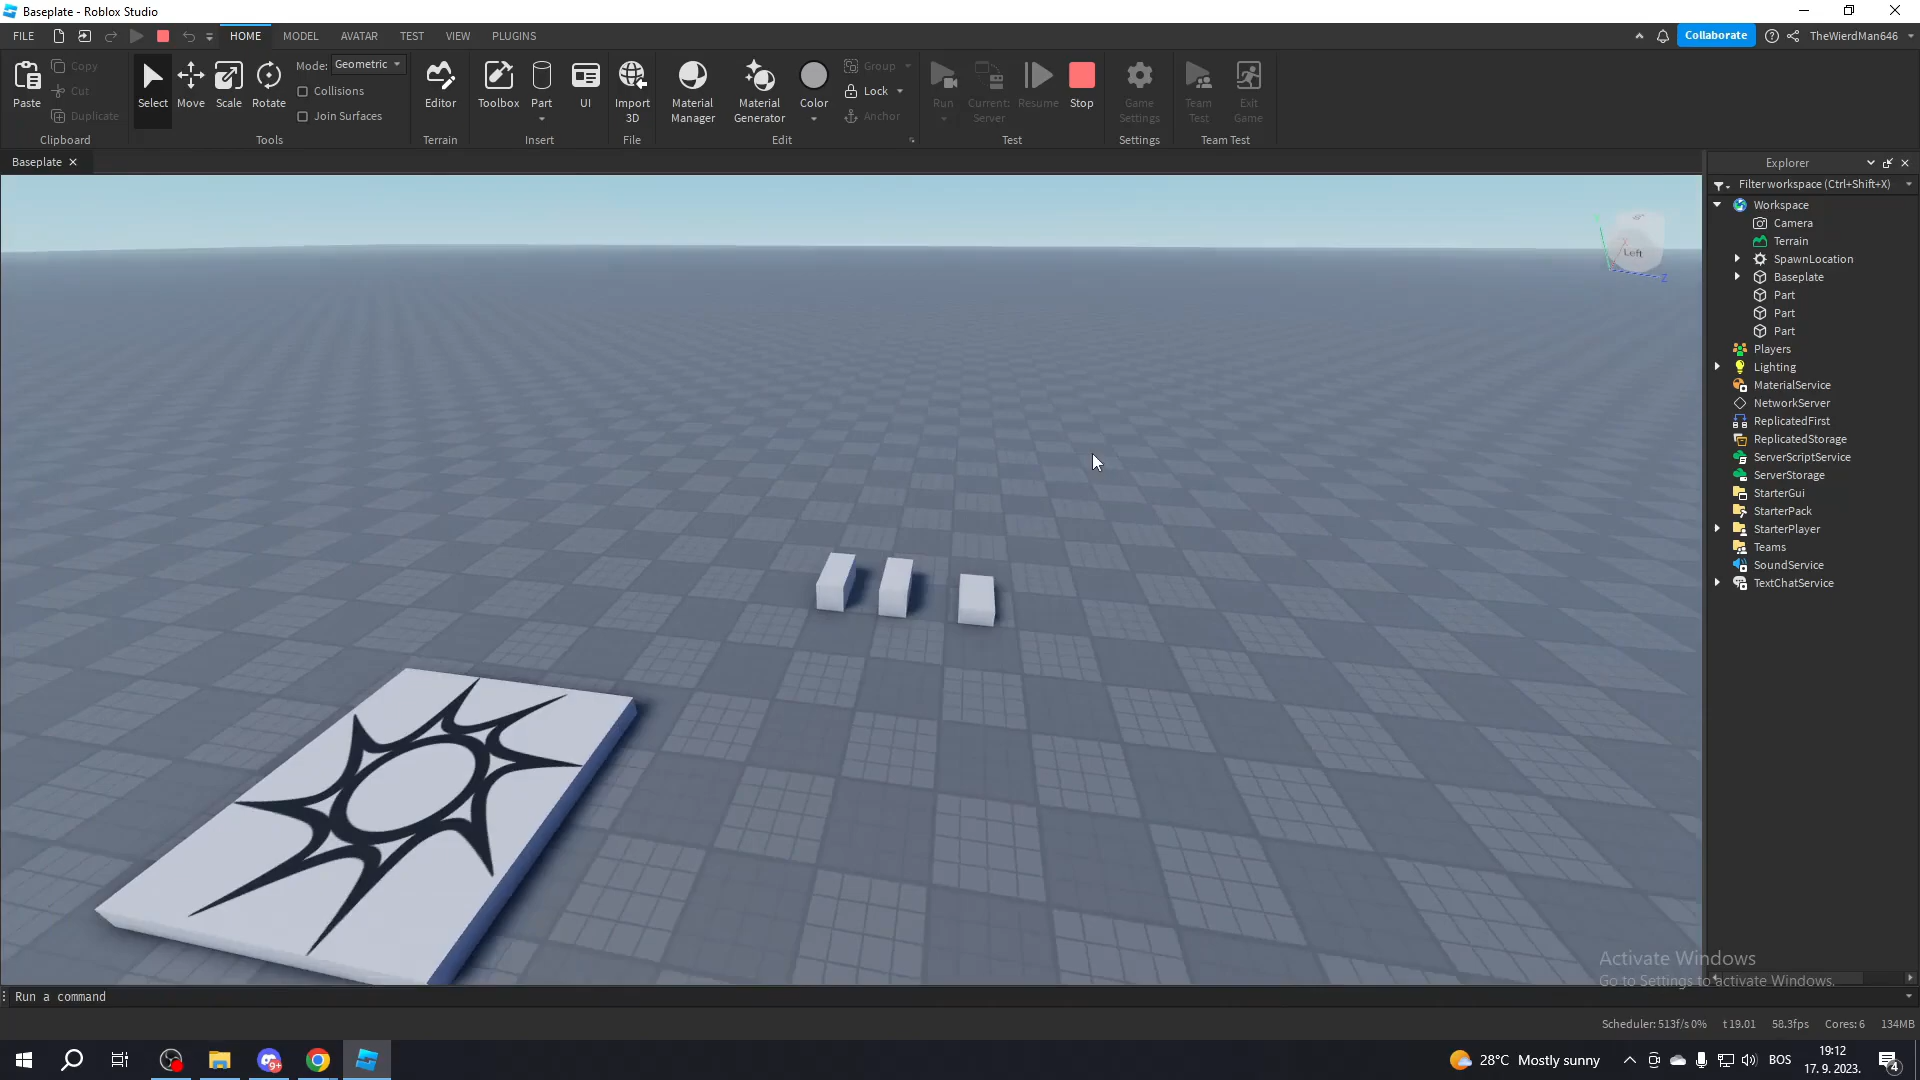 Baseplate - Roblox Studio
FILE HOME MODEL AVATAR TEST VIEW PLUGINS Collaborate TheWierdMan646
Paste Copy Cut Duplicate
Clipboard
Select Move Scale Rotate Mode: Geometric
Collisions
Join Surfaces
Tools
Editor
Terrain
Toolbox Part UI
Insert
Import
3D
File
Material
Manager
Material
Generator
Color
Group
Lock
Anchor
Edit
Run Current:
Server
Resume Stop
Test
Game
Settings
Settings
Team
Test
Exit
Game
Team Test
Baseplate
Explorer
Filter workspace (Ctrl+Shift+X)
Workspace
Camera
Terrain
SpawnLocation
Baseplate
Part
Part
Part
Players
Lighting
MaterialService
NetworkServer
ReplicatedFirst
ReplicatedStorage
ServerScriptService
ServerStorage
StarterGui
StarterPack
StarterPlayer
Teams
SoundService
TextChatService
Left
Z
Activate Windows
Go to Settings to activate Windows.
Run a command
Scheduler: 513f/s 0% t 19.01 58.3fps Cores: 6 134MB
9+
28°C Mostly sunny
BOS
19:12
17. 9. 2023.
4